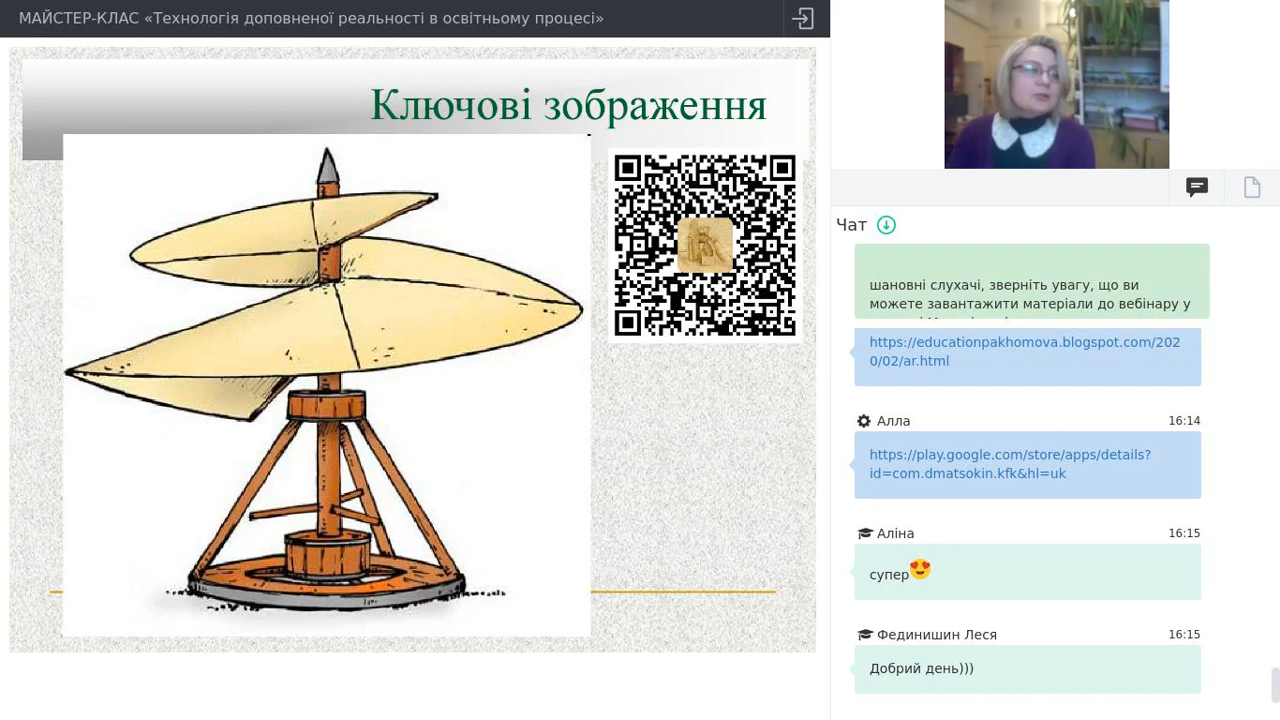 МАЙСТЕР-КЛАС «Технологія доповненої реальності в освітньому процесі»
Ключові зображення
Чат
шановні слухачі, зверніть увагу, що ви
можете завантажити матеріали до вебінару у
https://educationpakhomova.blogspot.com/202
0/02/ar.html
Алла 16:14
https://play.google.com/store/apps/details?
id=com.dmatsokin.kfk&hl=uk
Аліна 16:15
супер😍
Фединишин Леся 16:15
Добрий день)))